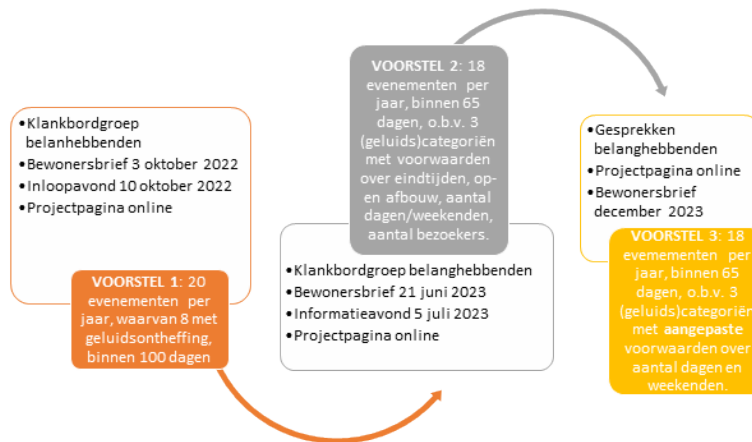 •Klankbordgroep
belanhebbenden
•Bewonersbrief 3 oktober 2022
•Inloopavond 10 oktober 2022
•Projectpagina online
VOORSTEL 1: 20
evenementen per
jaar, waarvan 8 met
geluidsontheffing,
binnen 100 dagen
VOORSTEL 2: 18
evenementen per
jaar, binnen 65
dagen, o.b.v. 3
(geluids)categoriën
met voorwaarden
over eindtijden, op-
en afbouw, aantal
dagen/weekenden,
aantal bezoekers.
•Klankbordgroep belanghebbenden
•Bewonersbrief 21 juni 2023
•Informatieavond 5 juli 2023
•Projectpagina online
•Gesprekken
belanghebbenden
•Projectpagina online
•Bewonersbrief
december 2023
VOORSTEL 3: 18
evemementen per
jaar, binnen 65
dagen, o.b.v. 3
(geluids)categoriën
met aangepaste
voorwaarden over
aantal dagen en
weekenden.